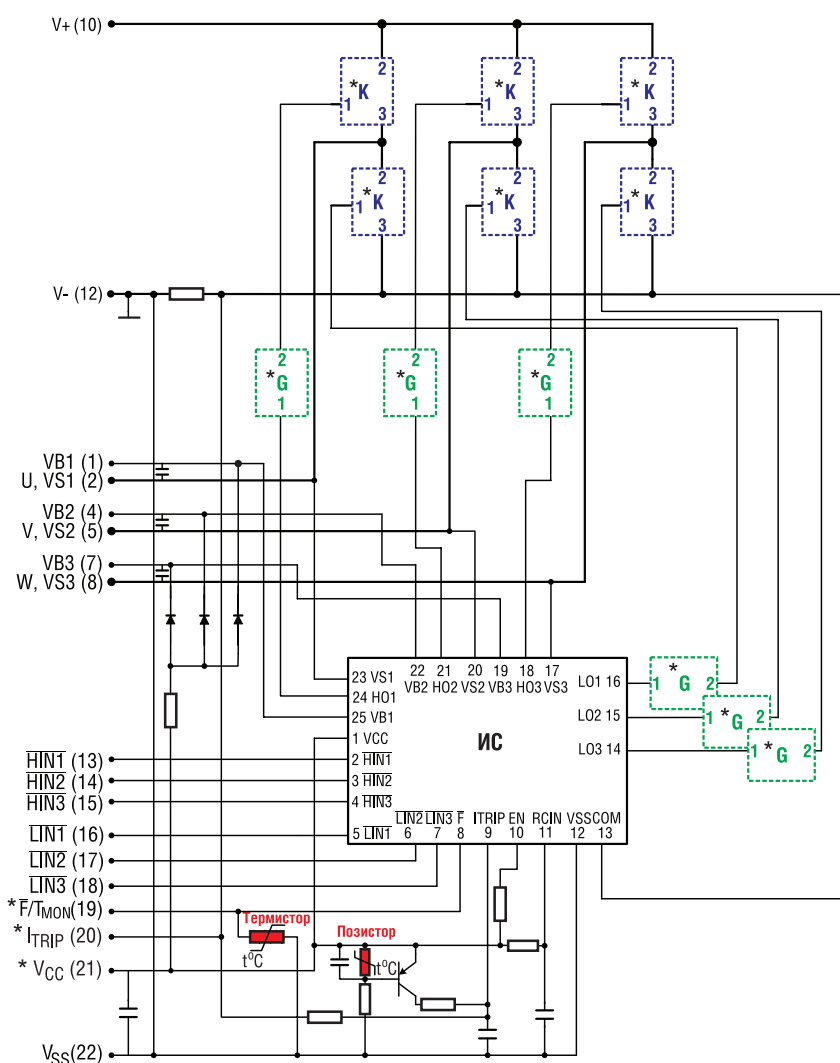 V+ (10)
2
*K
1
3
2
*K
1
3
2
*K
1
3
2
*K
1
3
2
*K
1
3
2
*K
1
3
V- (12)
2
*G
1
2
*G
1
2
*G
1
VB1 (1)
U, VS1 (2)
VB2 (4)
V, VS2 (5)
VB3 (7)
W, VS3 (8)
22 21 20 19 18 17
VB2 HO2 VS2 VB3 HO3 VS3
23 VS1
24 HO1
25 VB1
1 VCC
2 HIN1
3 HIN2
4 HIN3
5 LIN1
ИС
LO1 16
LO2 15
LO3 14
1 *G 2
1 *G 2
1 *G 2
LIN2 LIN3 F ITRIP EN RCIN VSS COM
6 7 8 9 10 11 12 13
HIN1 (13)
HIN2 (14)
HIN3 (15)
LIN1 (16)
LIN2 (17)
LIN3 (18)
* F/TMON(19)
* ITRIP (20)
* VCC (21)
VSS(22)
Термистор
t⁰C
Позистор
t⁰C